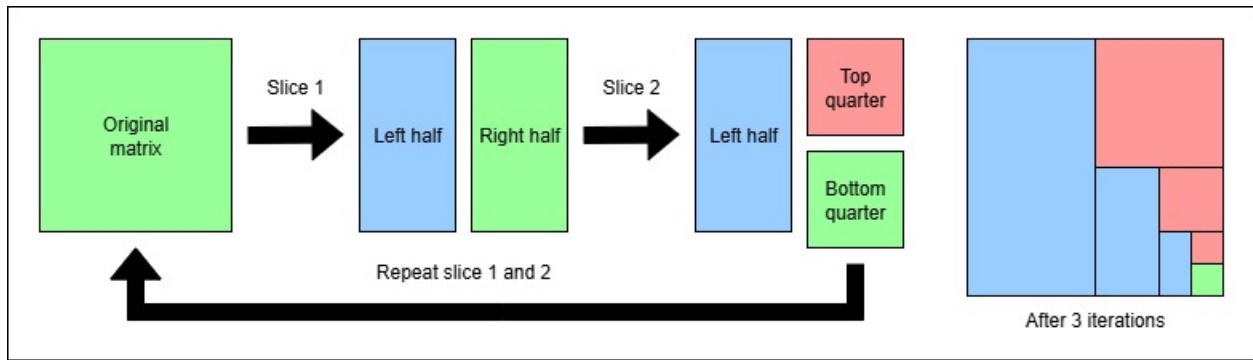 Original
matrix
Slice 1
Left half
Right half
Slice 2
Left half
Top
quarter
Bottom
quarter
Repeat slice 1 and 2
After 3 iterations